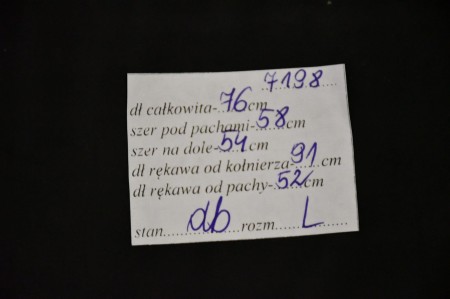 7198
dł całkowita-76cm
szer pod pachami-58cm
szer na dole-54cm
dł rękawa od kołnierza-91cm
dł rękawa od pachy-52cm
stan......db......rozm......L......